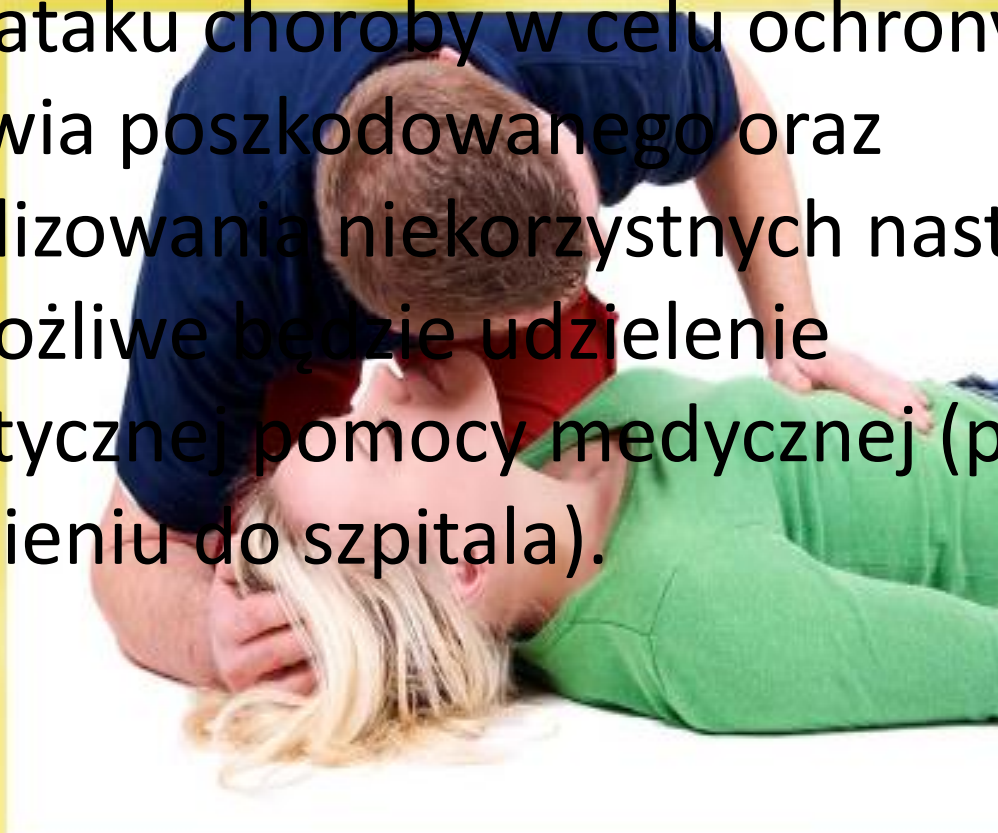 ataku choroby w celu ochrony
wia poszkodowanego oraz
lizowania niekorzystnych nast
ożliwe będzie udzielenie
tycznej pomocy medycznej (p
ieniu do szpitala).